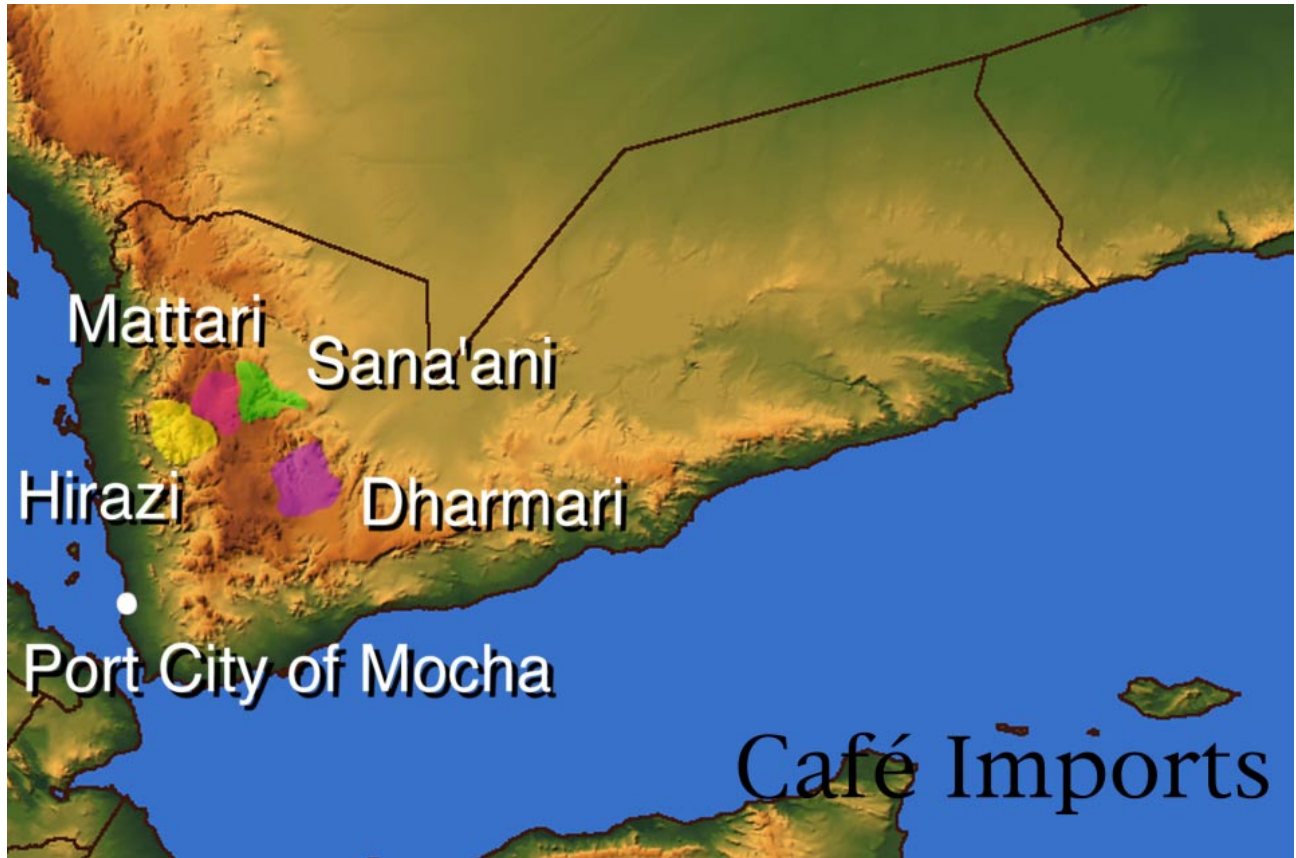 Mattari
Sana'ani
Hirazi
Dharmari
Port City of Mocha
Café Imports